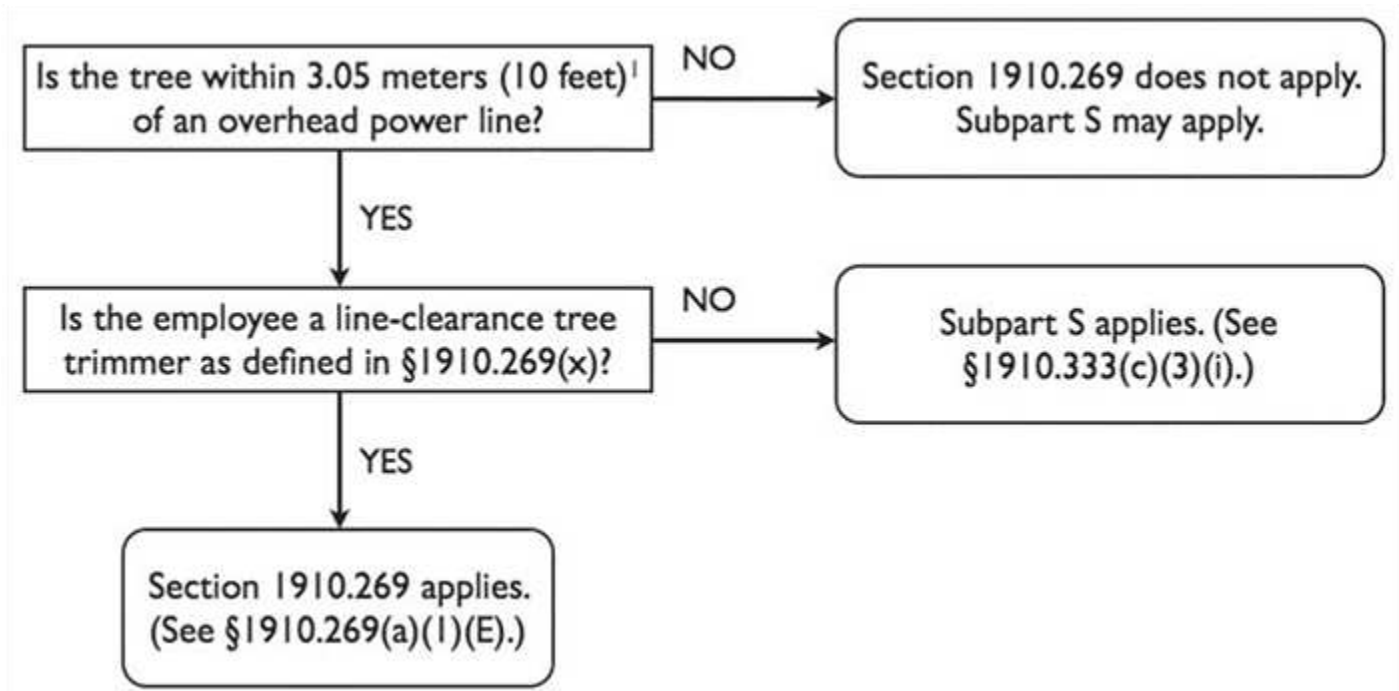 Is the tree within 3.05 meters (10 feet)¹
of an overhead power line?
NO
Section 1910.269 does not apply.
Subpart S may apply.
YES
Is the employee a line-clearance tree
trimmer as defined in §1910.269(x)?
NO
Subpart S applies. (See
§1910.333(c)(3)(i).)
YES
Section 1910.269 applies.
(See §1910.269(a)(1)(E).)